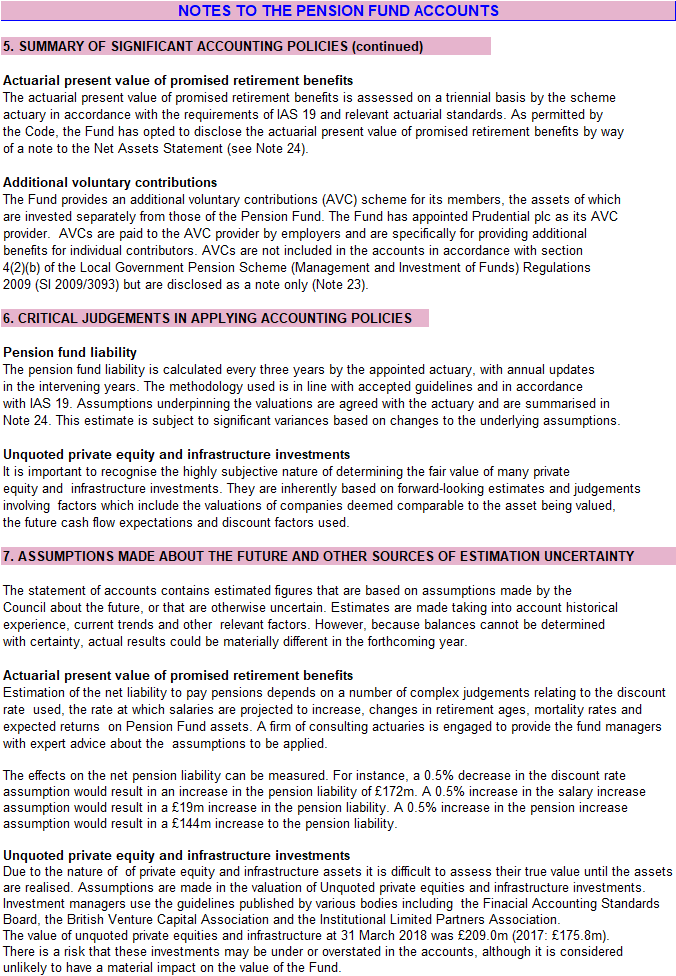 NOTES TO THE PENSION FUND ACCOUNTS
5. SUMMARY OF SIGNIFICANT ACCOUNTING POLICIES (continued)
Actuarial present value of promised retirement benefits
The actuarial present value of promised retirement benefits is assessed on a triennial basis by the scheme
actuary in accordance with the requirements of IAS 19 and relevant actuarial standards. As permitted by
the Code, the Fund has opted to disclose the actuarial present value of promised retirement benefits by way
of a note to the Net Assets Statement (see Note 24).
Additional voluntary contributions
The Fund provides an additional voluntary contributions (AVC) scheme for its members, the assets of which
are invested separately from those of the Pension Fund. The Fund has appointed Prudential plc as its AVC
provider.  AVCs are paid to the AVC provider by employers and are specifically for providing additional
benefits for individual contributors. AVCs are not included in the accounts in accordance with section
4(2)(b) of the Local Government Pension Scheme (Management and Investment of Funds) Regulations
2009 (SI 2009/3093) but are disclosed as a note only (Note 23).
6. CRITICAL JUDGEMENTS IN APPLYING ACCOUNTING POLICIES
Pension fund liability
The pension fund liability is calculated every three years by the appointed actuary, with annual updates
in the intervening years. The methodology used is in line with accepted guidelines and in accordance
with IAS 19. Assumptions underpinning the valuations are agreed with the actuary and are summarised in
Note 24. This estimate is subject to significant variances based on changes to the underlying assumptions.
Unquoted private equity and infrastructure investments
It is important to recognise the highly subjective nature of determining the fair value of many private
equity and  infrastructure investments. They are inherently based on forward-looking estimates and judgements
involving  factors which include the valuations of companies deemed comparable to the asset being valued,
the future cash flow expectations and discount factors used.
7. ASSUMPTIONS MADE ABOUT THE FUTURE AND OTHER SOURCES OF ESTIMATION UNCERTAINTY
The statement of accounts contains estimated figures that are based on assumptions made by the
Council about the future, or that are otherwise uncertain. Estimates are made taking into account historical
experience, current trends and other  relevant factors. However, because balances cannot be determined
with certainty, actual results could be materially different in the forthcoming year.
Actuarial present value of promised retirement benefits
Estimation of the net liability to pay pensions depends on a number of complex judgements relating to the discount
rate  used, the rate at which salaries are projected to increase, changes in retirement ages, mortality rates and
expected returns  on Pension Fund assets. A firm of consulting actuaries is engaged to provide the fund managers
with expert advice about the  assumptions to be applied.
The effects on the net pension liability can be measured. For instance, a 0.5% decrease in the discount rate
assumption would result in an increase in the pension liability of £172m. A 0.5% increase in the salary increase
assumption would result in a £19m increase in the pension liability. A 0.5% increase in the pension increase
assumption would result in a £144m increase to the pension liability.
Unquoted private equity and infrastructure investments
Due to the nature of  of private equity and infrastructure assets it is difficult to assess their true value until the assets
are realised. Assumptions are made in the valuation of Unquoted private equities and infrastructure investments.
Investment managers use the guidelines published by various bodies including  the Finacial Accounting Standards
Board, the British Venture Capital Association and the Institutional Limited Partners Association.
The value of unquoted private equities and infrastructure at 31 March 2018 was £209.0m (2017: £175.8m).
There is a risk that these investments may be under or overstated in the accounts, although it is considered
unlikely to have a material impact on the value of the Fund.